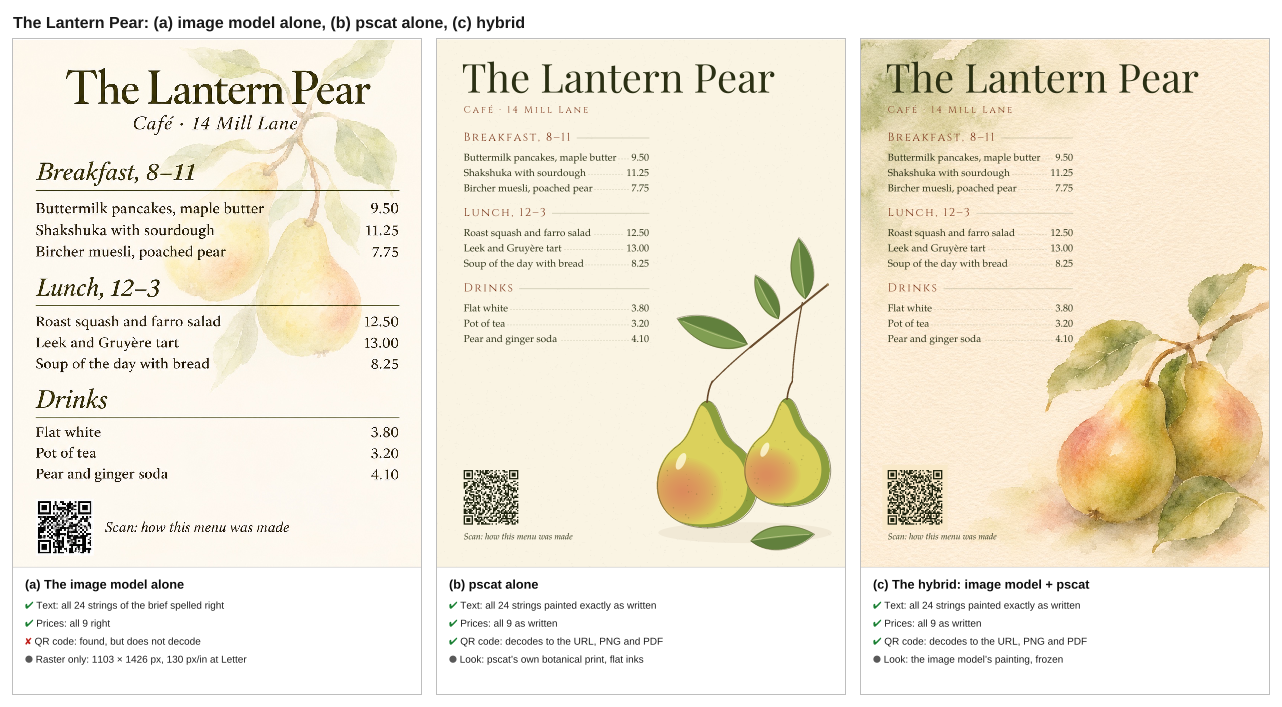 The Lantern Pear: (a) image model alone, (b) pscat alone, (c) hybrid
The Lantern Pear
Café · 14 Mill Lane
Breakfast, 8–11
Buttermilk pancakes, maple butter 9.50
Shakshuka with sourdough 11.25
Bircher muesli, poached pear 7.75
Lunch, 12–3
Roast squash and farro salad 12.50
Leek and Gruyère tart 13.00
Soup of the day with bread 8.25
Drinks
Flat white 3.80
Pot of tea 3.20
Pear and ginger soda 4.10
Scan: how this menu was made
(a) The image model alone
✔ Text: all 24 strings of the brief spelled right
✔ Prices: all 9 right
✘ QR code: found, but does not decode
● Raster only: 1103 × 1426 px, 130 px/in at Letter
The Lantern Pear
Café · 14 Mill Lane
Breakfast, 8–11
Buttermilk pancakes, maple butter 9.50
Shakshuka with sourdough 11.25
Bircher muesli, poached pear 7.75
Lunch, 12–3
Roast squash and farro salad 12.50
Leek and Gruyère tart 13.00
Soup of the day with bread 8.25
Drinks
Flat white 3.80
Pot of tea 3.20
Pear and ginger soda 4.10
Scan: how this menu was made
(b) pscat alone
✔ Text: all 24 strings painted exactly as written
✔ Prices: all 9 as written
✔ QR code: decodes to the URL, PNG and PDF
● Look: pscat's own botanical print, flat inks
The Lantern Pear
Café · 14 Mill Lane
Breakfast, 8–11
Buttermilk pancakes, maple butter 9.50
Shakshuka with sourdough 11.25
Bircher muesli, poached pear 7.75
Lunch, 12–3
Roast squash and farro salad 12.50
Leek and Gruyère tart 13.00
Soup of the day with bread 8.25
Drinks
Flat white 3.80
Pot of tea 3.20
Pear and ginger soda 4.10
Scan: how this menu was made
(c) The hybrid: image model + pscat
✔ Text: all 24 strings painted exactly as written
✔ Prices: all 9 as written
✔ QR code: decodes to the URL, PNG and PDF
● Look: the image model's painting, frozen